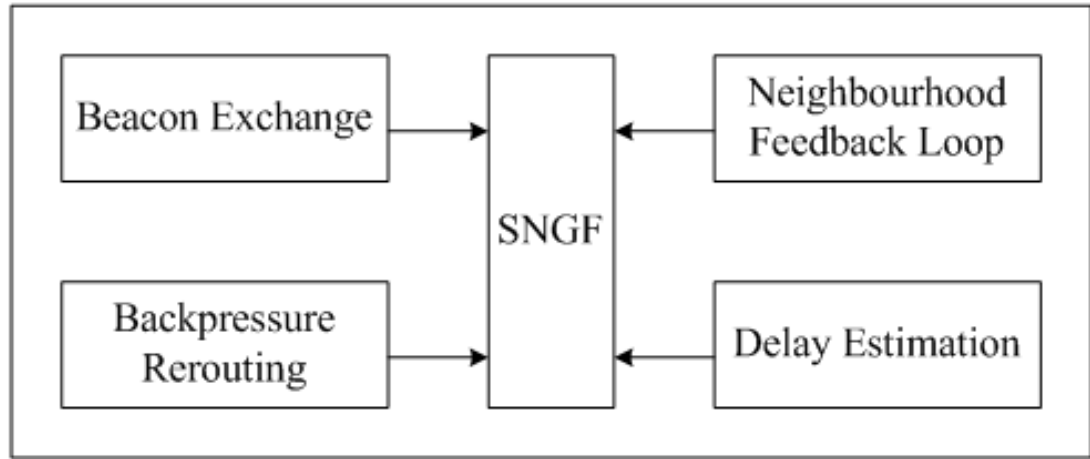 Beacon Exchange
Neighbourhood
Feedback Loop
SNGF
Backpressure
Rerouting
Delay Estimation